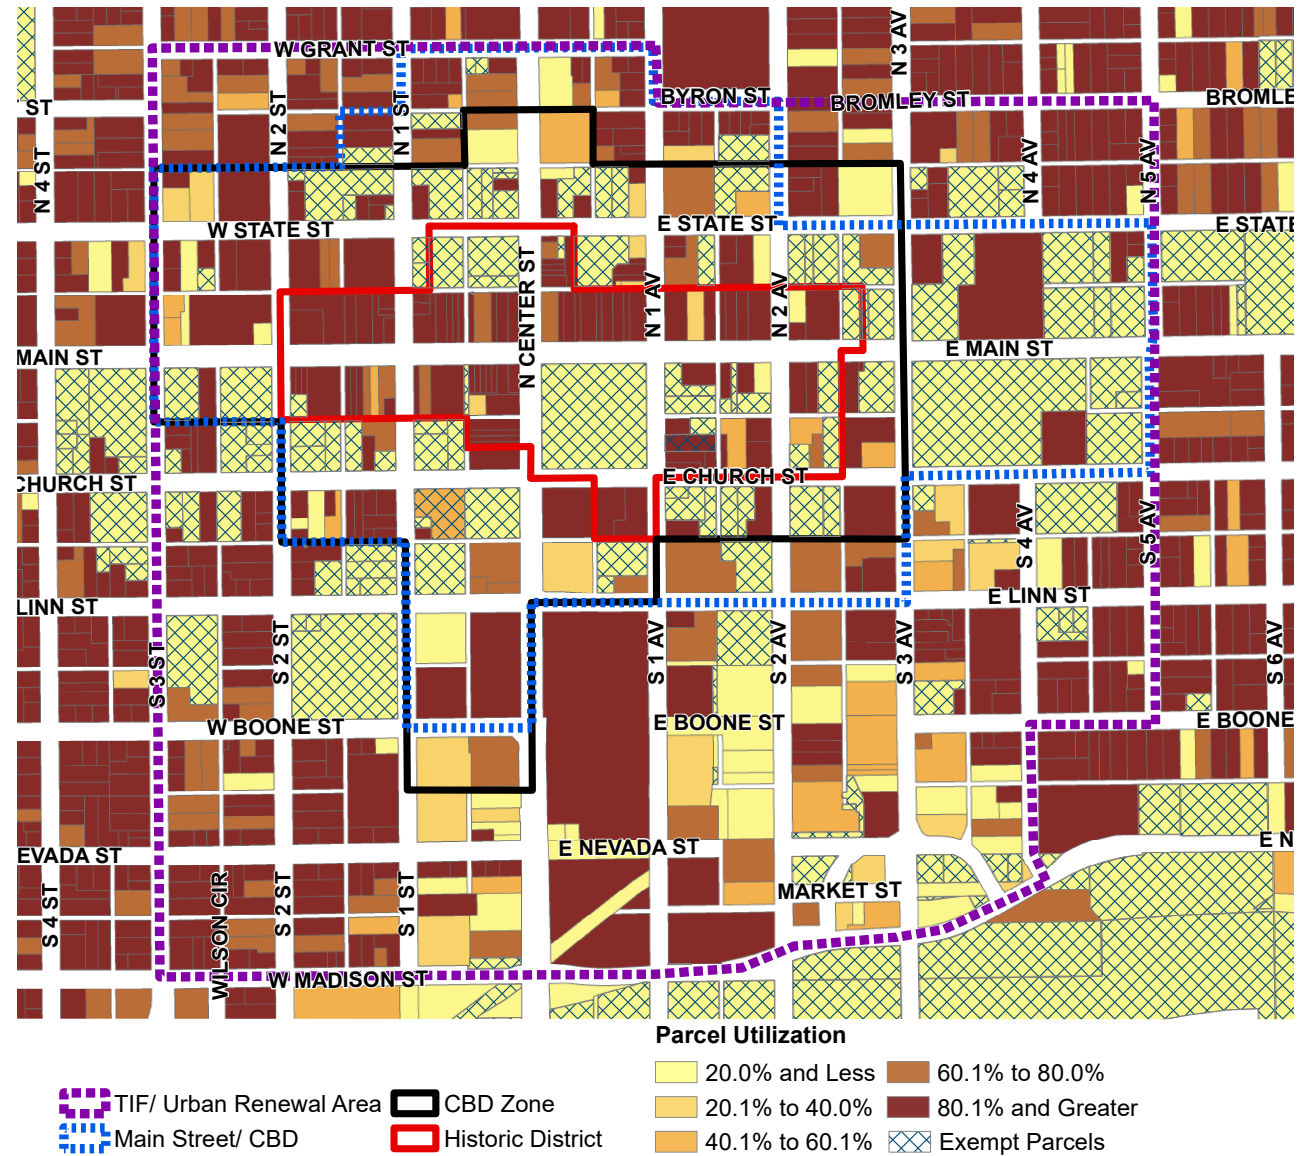 W GRANT ST
N 3 AV
ST
N 2 ST
N 1 ST
BYRON ST
BROMLEY ST
BROMLE
N 4 ST
N 4 AV
N 5 AV
W STATE ST
E STATE ST
E STATE
N CENTER ST
N 1 AV
N 2 AV
MAIN ST
E MAIN ST
CHURCH ST
E CHURCH ST
S 4 AV
S 5 AV
LINN ST
E LINN ST
S 3 ST
S 2 ST
S 1 AV
S 2 AV
S 3 AV
S 6 AV
W BOONE ST
E BOONE ST
E BOONE
EVADA ST
E NEVADA ST
E N
S 4 ST
WILSON CIR
S 2 ST
S 1 ST
MARKET ST
W MADISON ST
Parcel Utilization
20.0% and Less
60.1% to 80.0%
TIF/ Urban Renewal Area
CBD Zone
20.1% to 40.0%
80.1% and Greater
Main Street/ CBD
Historic District
40.1% to 60.1%
Exempt Parcels